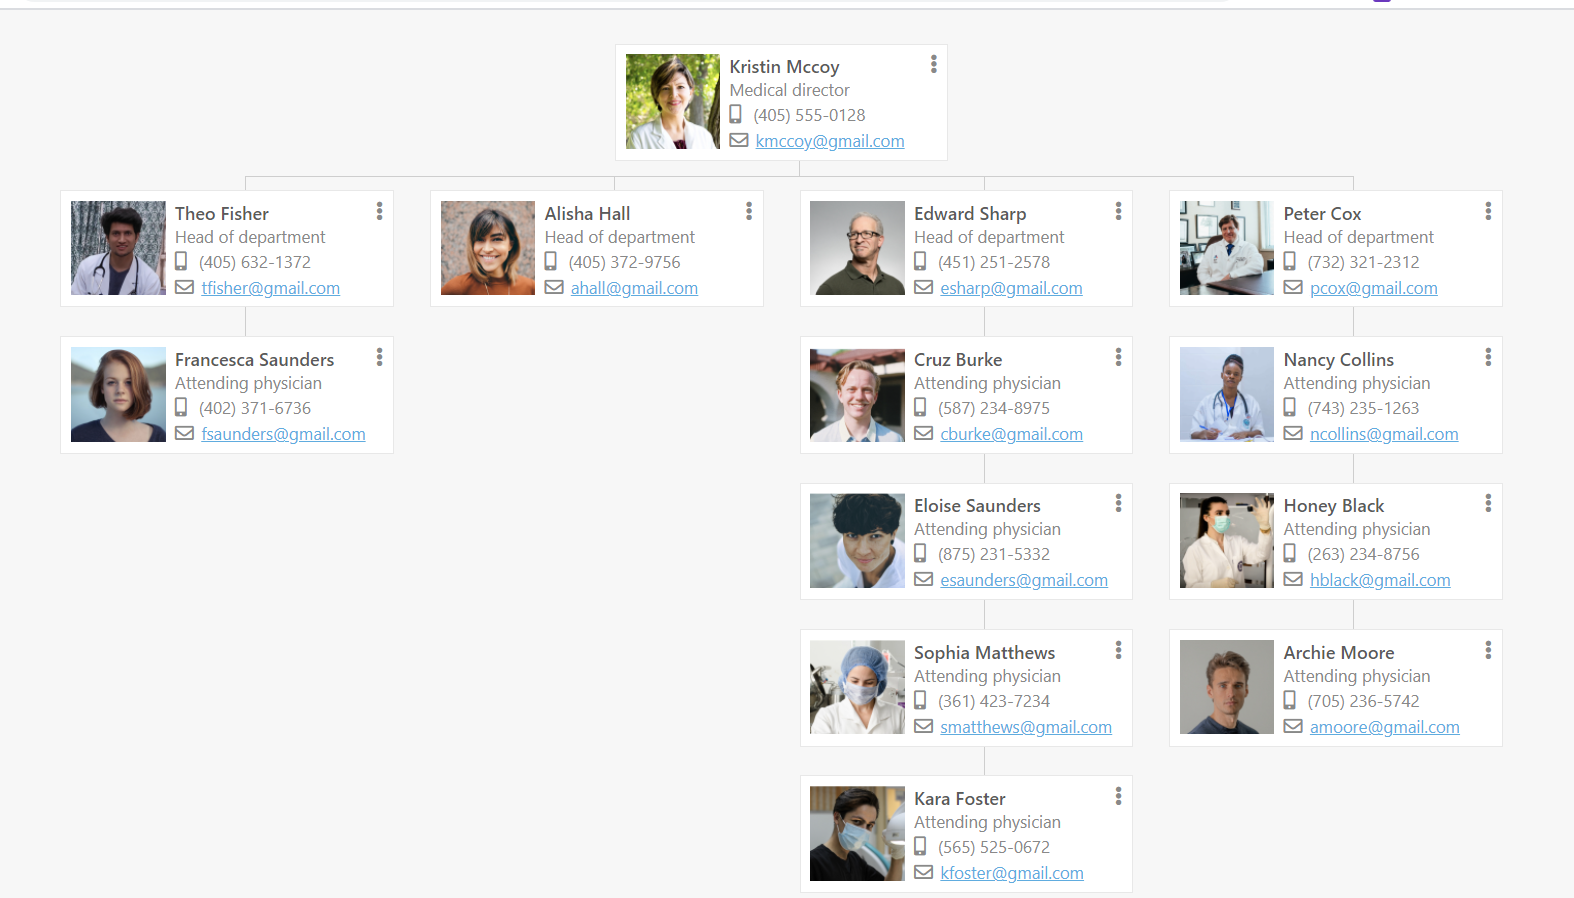 Kristin Mccoy
Medical director
(405) 555-0128
kmccoy@gmail.com
Theo Fisher
Head of department
(405) 632-1372
tfisher@gmail.com
Alisha Hall
Head of department
(405) 372-9756
ahall@gmail.com
Edward Sharp
Head of department
(451) 251-2578
esharp@gmail.com
Peter Cox
Head of department
(732) 321-2312
pcox@gmail.com
Francesca Saunders
Attending physician
(402) 371-6736
fsaunders@gmail.com
Cruz Burke
Attending physician
(587) 234-8975
cburke@gmail.com
Nancy Collins
Attending physician
(743) 235-1263
ncollins@gmail.com
Eloise Saunders
Attending physician
(875) 231-5332
esaunders@gmail.com
Honey Black
Attending physician
(263) 234-8756
hblack@gmail.com
Sophia Matthews
Attending physician
(361) 423-7234
smatthews@gmail.com
Archie Moore
Attending physician
(705) 236-5742
amoore@gmail.com
Kara Foster
Attending physician
(565) 525-0672
kfoster@gmail.com